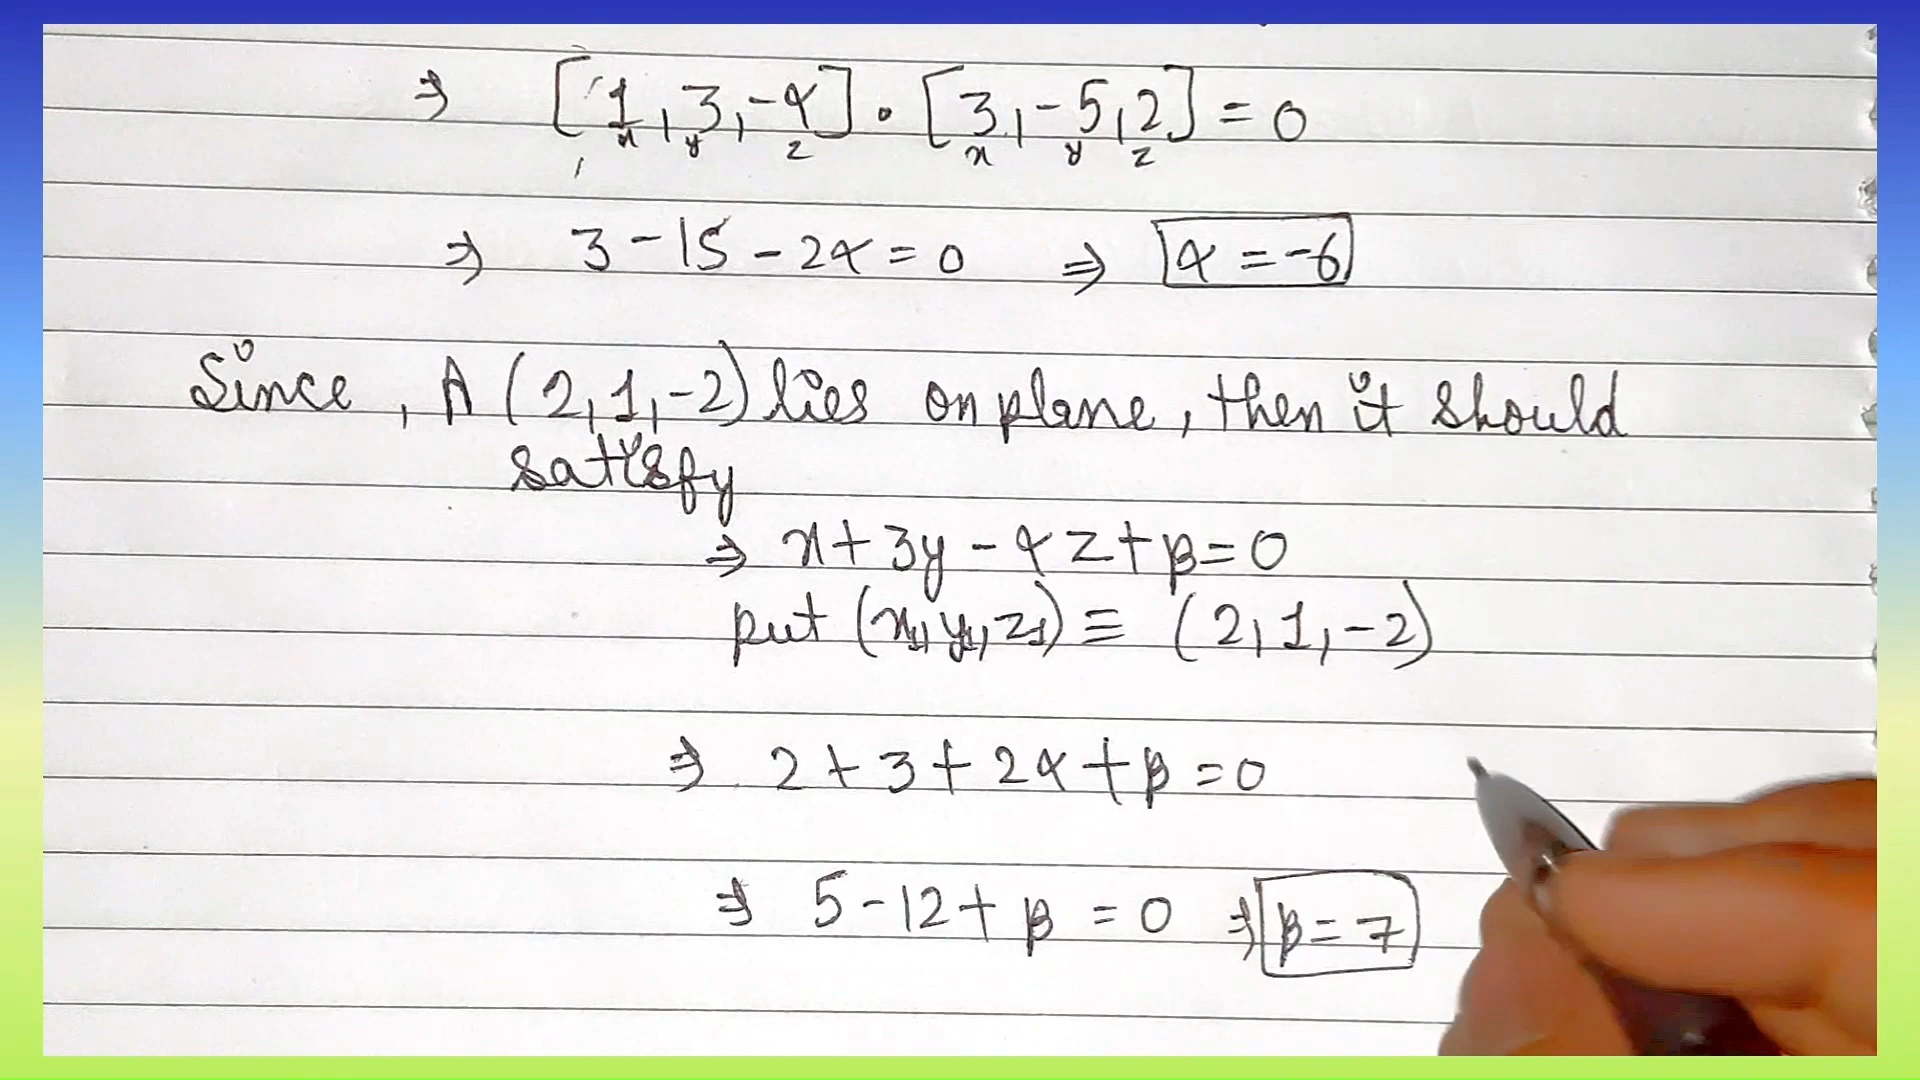 ⇒ [1, 3, -α] · [3, -5, 2] = 0
x y z x y z
⇒ 3 - 15 - 2α = 0 ⇒ α = -6
Since, A (2, 1, -2) lies on plane, then it should
satisfy
⇒ x + 3y - αz + β = 0
put (x₁, y₁, z₁) ≡ (2, 1, -2)
⇒ 2 + 3 + 2α + β = 0
⇒ 5 - 12 + β = 0 ⇒ β = 7